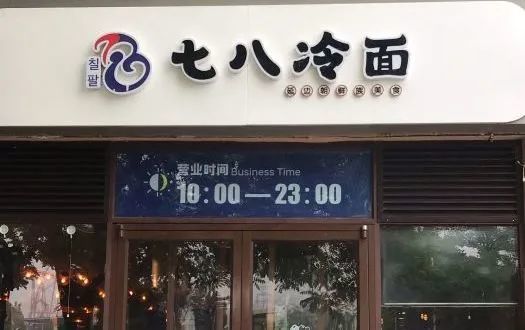 칠팔
78
七八冷面
延边朝鲜族美食
营业时间 Business Time
10:00—23:00